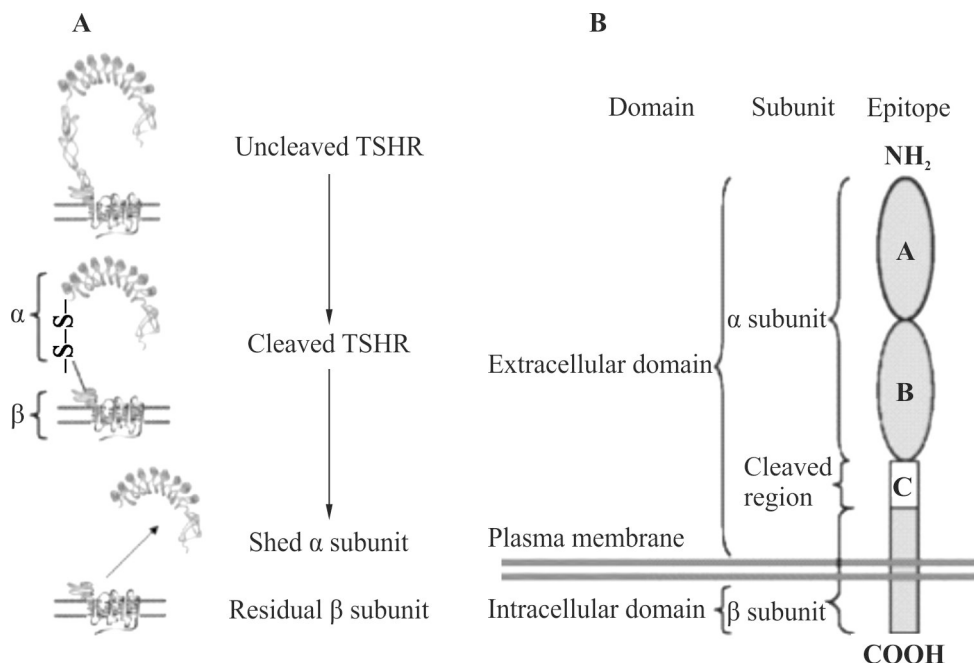 A
Uncleaved TSHR
α
–S–S–
Cleaved TSHR
β
Shed α subunit
Residual β subunit
B
Domain Subunit Epitope
NH₂
A
α subunit
Extracellular domain
B
Cleaved
region
C
Plasma membrane
Intracellular domain
β subunit
COOH